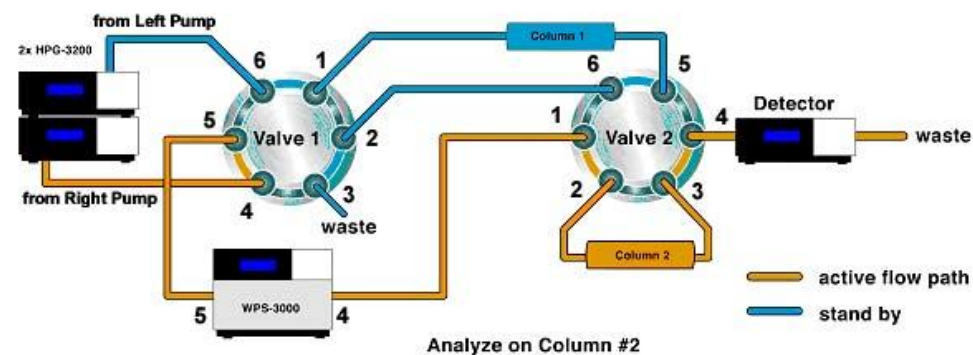 from Left Pump
2x HPG-3200
6 1
5 Valve 1 2
4 3
from Right Pump
waste
WPS-3000
5 4
Column 1
6 5
1 Valve 2 4
2 3
Column 2
Detector
waste
active flow path
stand by
Analyze on Column #2